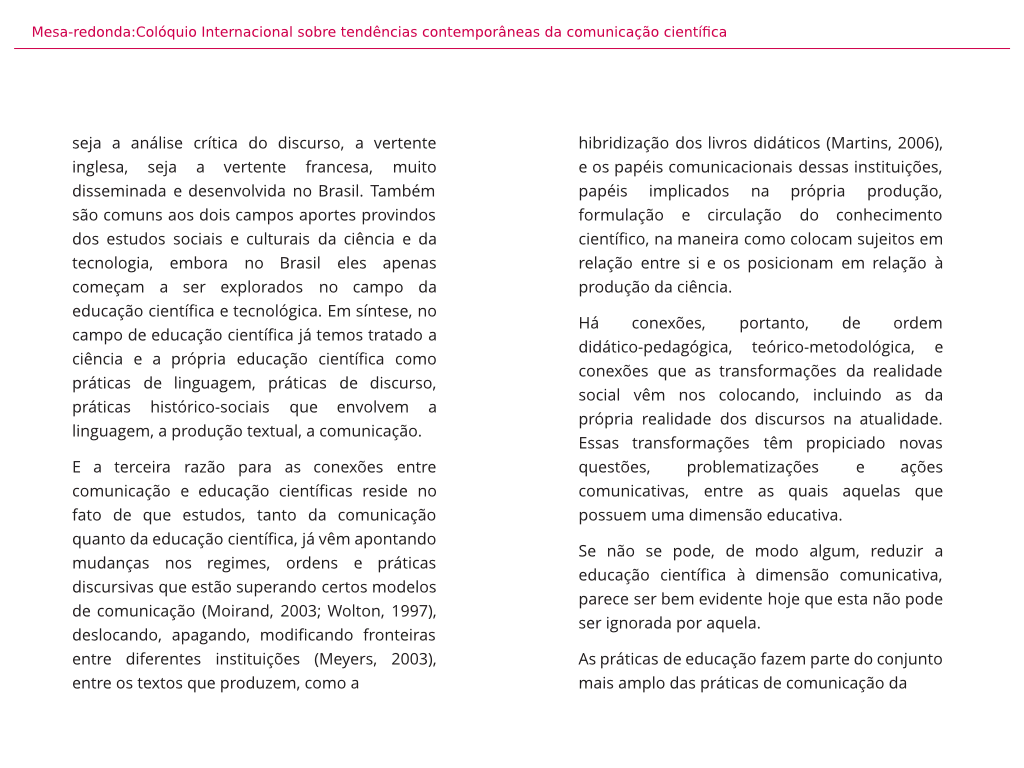 Mesa-redonda:Colóquio Internacional sobre tendências contemporâneas da comunicação científica
seja a análise crítica do discurso, a vertente
inglesa, seja a vertente francesa, muito
disseminada e desenvolvida no Brasil. Também
são comuns aos dois campos aportes provindos
dos estudos sociais e culturais da ciência e da
tecnologia, embora no Brasil eles apenas
começam a ser explorados no campo da
educação científica e tecnológica. Em síntese, no
campo de educação científica já temos tratado a
ciência e a própria educação científica como
práticas de linguagem, práticas de discurso,
práticas histórico-sociais que envolvem a
linguagem, a produção textual, a comunicação.
E a terceira razão para as conexões entre
comunicação e educação científicas reside no
fato de que estudos, tanto da comunicação
quanto da educação científica, já vêm apontando
mudanças nos regimes, ordens e práticas
discursivas que estão superando certos modelos
de comunicação (Moirand, 2003; Wolton, 1997),
deslocando, apagando, modificando fronteiras
entre diferentes instituições (Meyers, 2003),
entre os textos que produzem, como a
hibridização dos livros didáticos (Martins, 2006),
e os papéis comunicacionais dessas instituições,
papéis implicados na própria produção,
formulação e circulação do conhecimento
científico, na maneira como colocam sujeitos em
relação entre si e os posicionam em relação à
produção da ciência.
Há conexões, portanto, de ordem
didático-pedagógica, teórico-metodológica, e
conexões que as transformações da realidade
social vêm nos colocando, incluindo as da
própria realidade dos discursos na atualidade.
Essas transformações têm propiciado novas
questões, problematizações e ações
comunicativas, entre as quais aquelas que
possuem uma dimensão educativa.
Se não se pode, de modo algum, reduzir a
educação científica à dimensão comunicativa,
parece ser bem evidente hoje que esta não pode
ser ignorada por aquela.
As práticas de educação fazem parte do conjunto
mais amplo das práticas de comunicação da